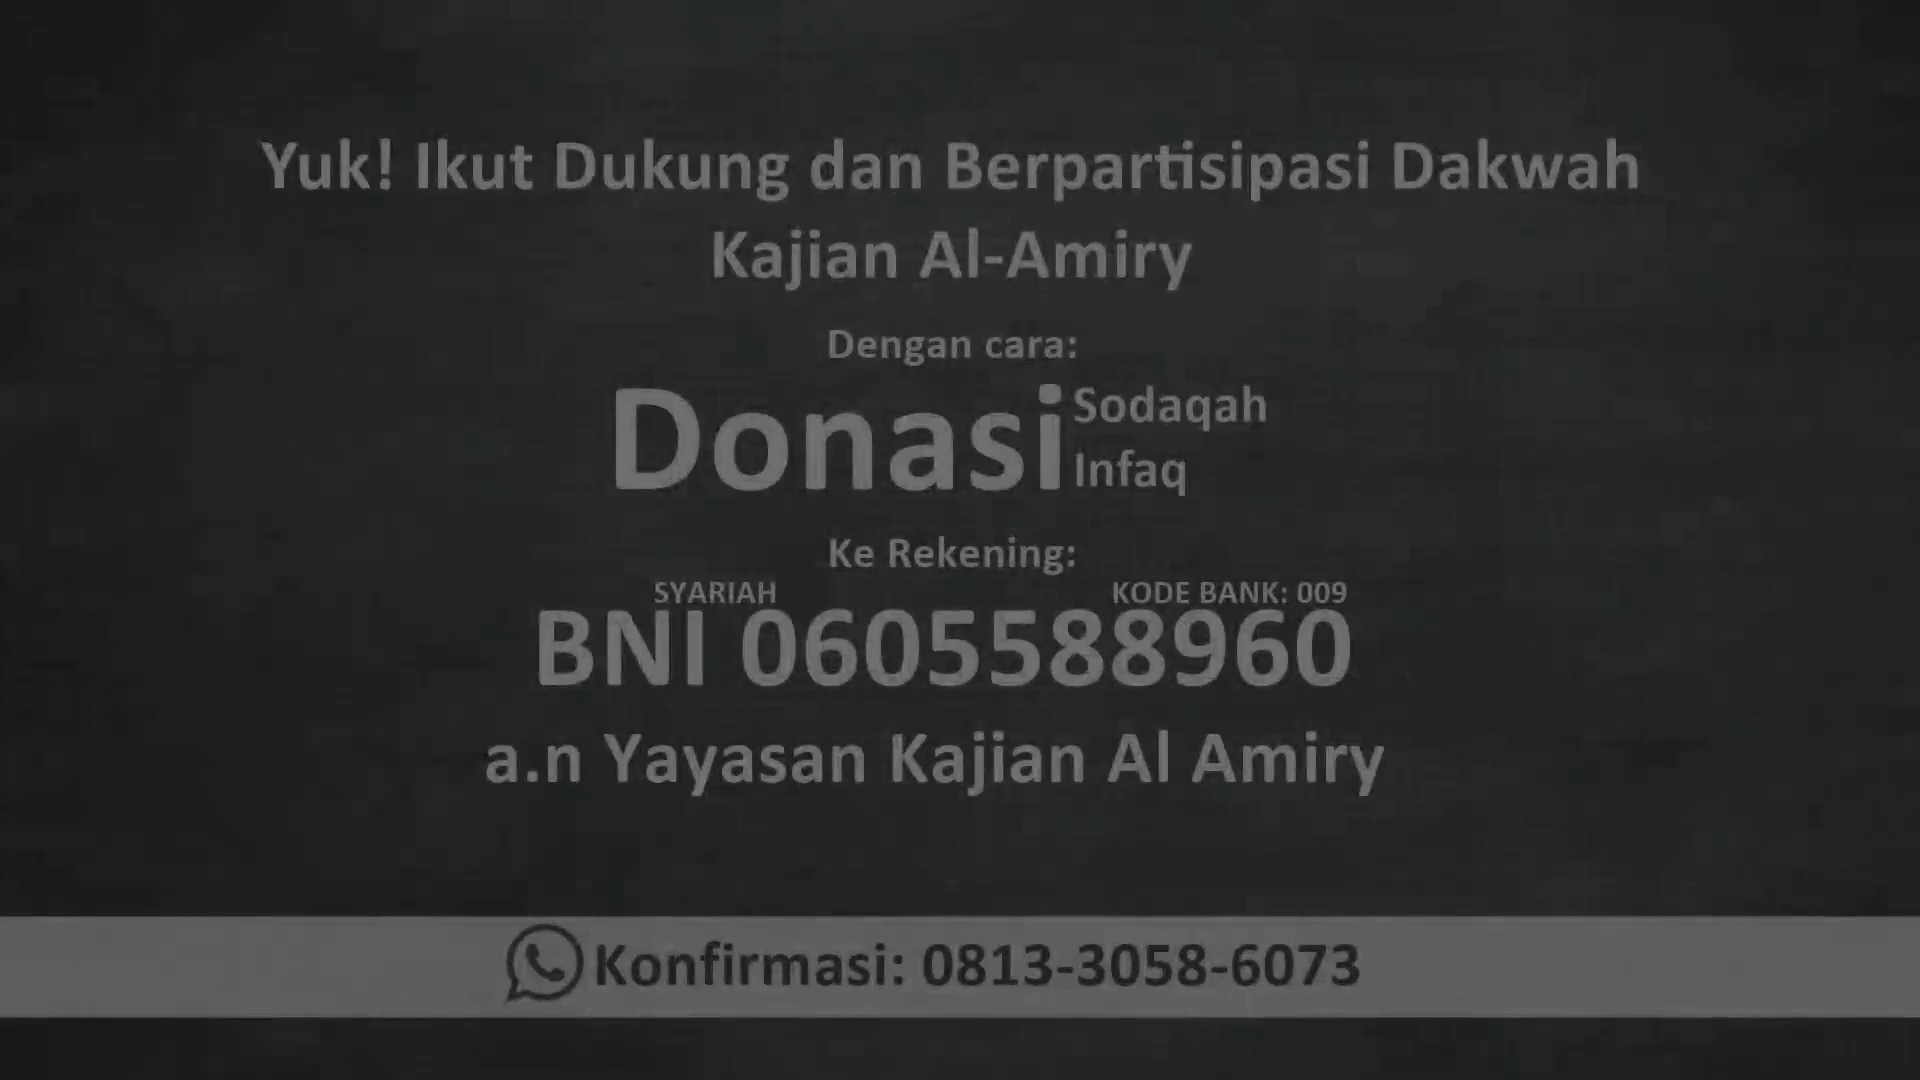 Yuk! Ikut Dukung dan Berpartisipasi Dakwah
Kajian Al-Amiry
Dengan cara:
Donasi Sodaqah
Infaq
Ke Rekening:
SYARIAH KODE BANK: 009
BNI 0605588960
a.n Yayasan Kajian Al Amiry
Konfirmasi: 0813-3058-6073